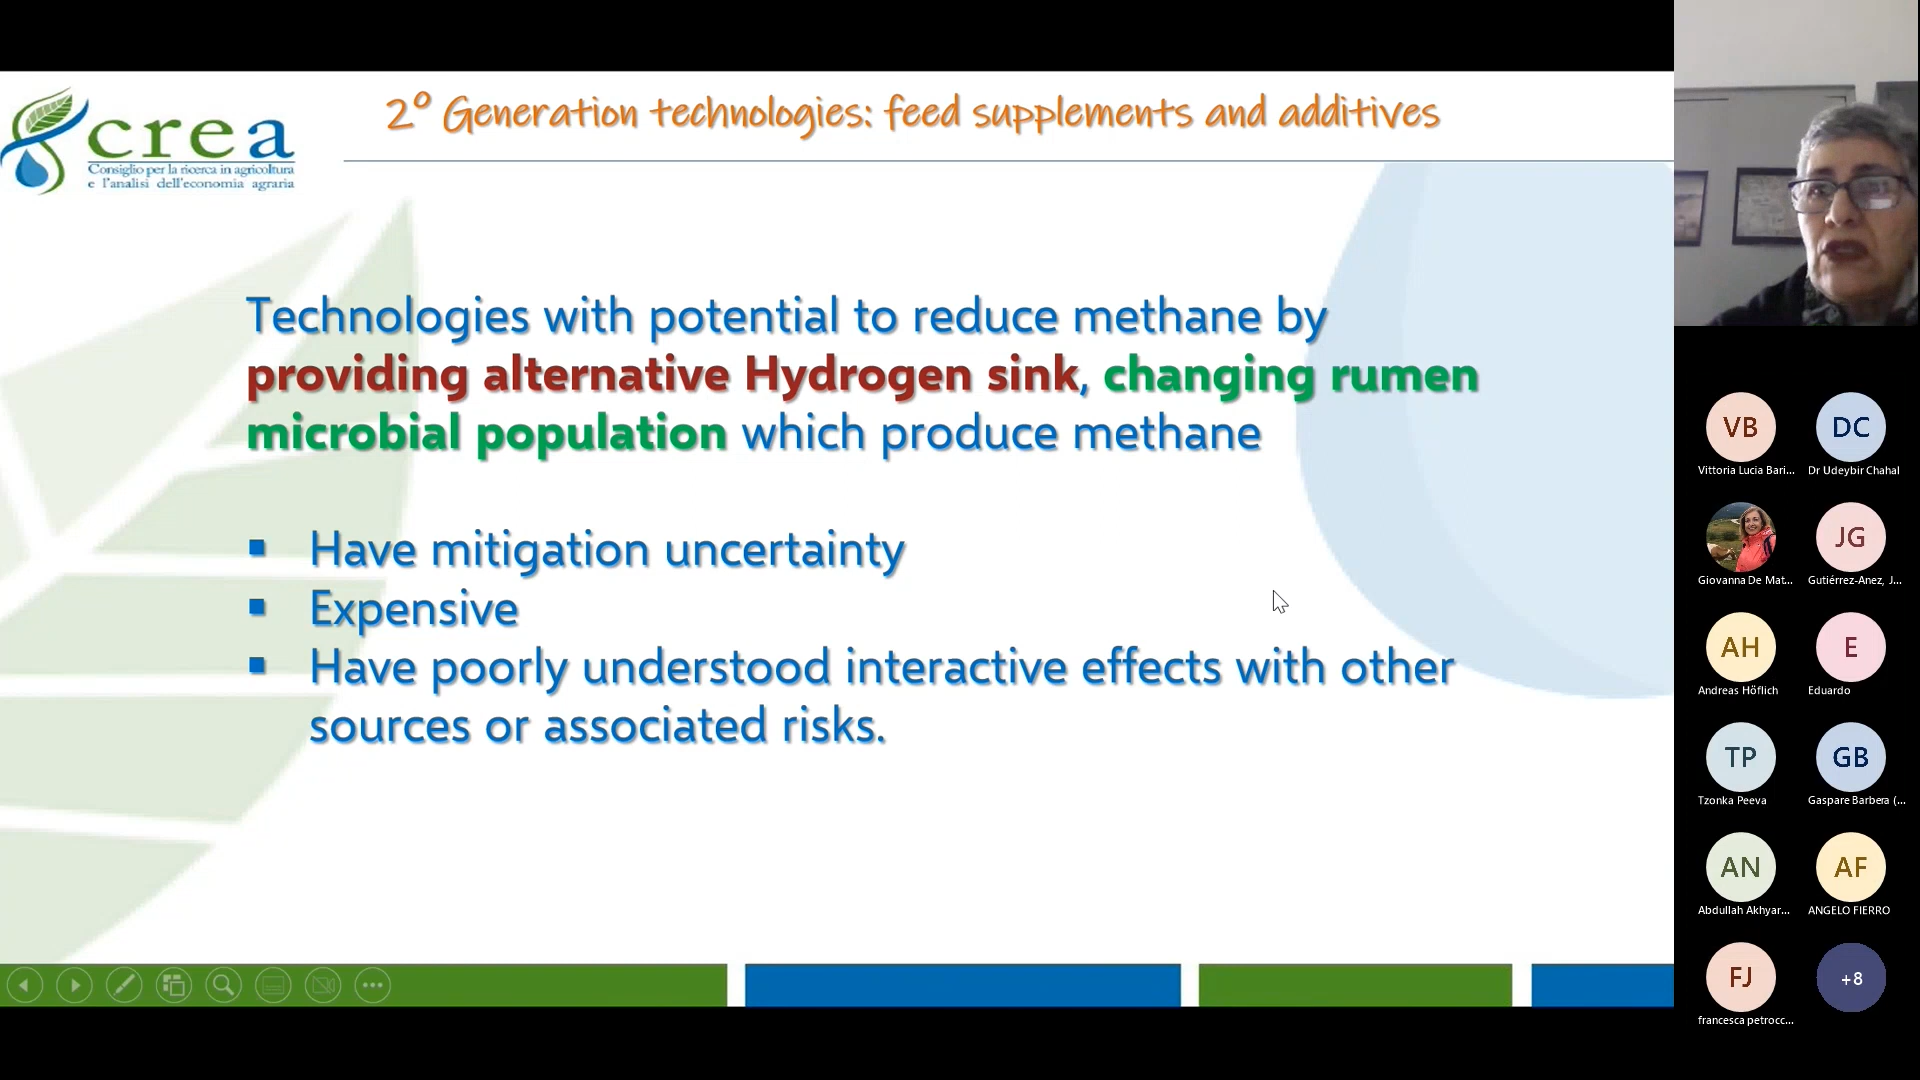 crea
Consiglio per la ricerca in agricoltura
e l'analisi dell'economia agraria
2° Generation technologies: feed supplements and additives
Technologies with potential to reduce methane by
providing alternative Hydrogen sink, changing rumen
microbial population which produce methane
▪ Have mitigation uncertainty
▪ Expensive
▪ Have poorly understood interactive effects with other
sources or associated risks.
VB
Vittoria Lucia Bari...
DC
Dr Udeybir Chahal
Giovanna De Mat...
JG
Gutiérrez-Anez, J...
AH
Andreas Höflich
E
Eduardo
TP
Tzonka Peeva
GB
Gaspare Barbera (...
AN
Abdullah Akhyar...
AF
ANGELO FIERRO
FJ
francesca petrocc...
+8